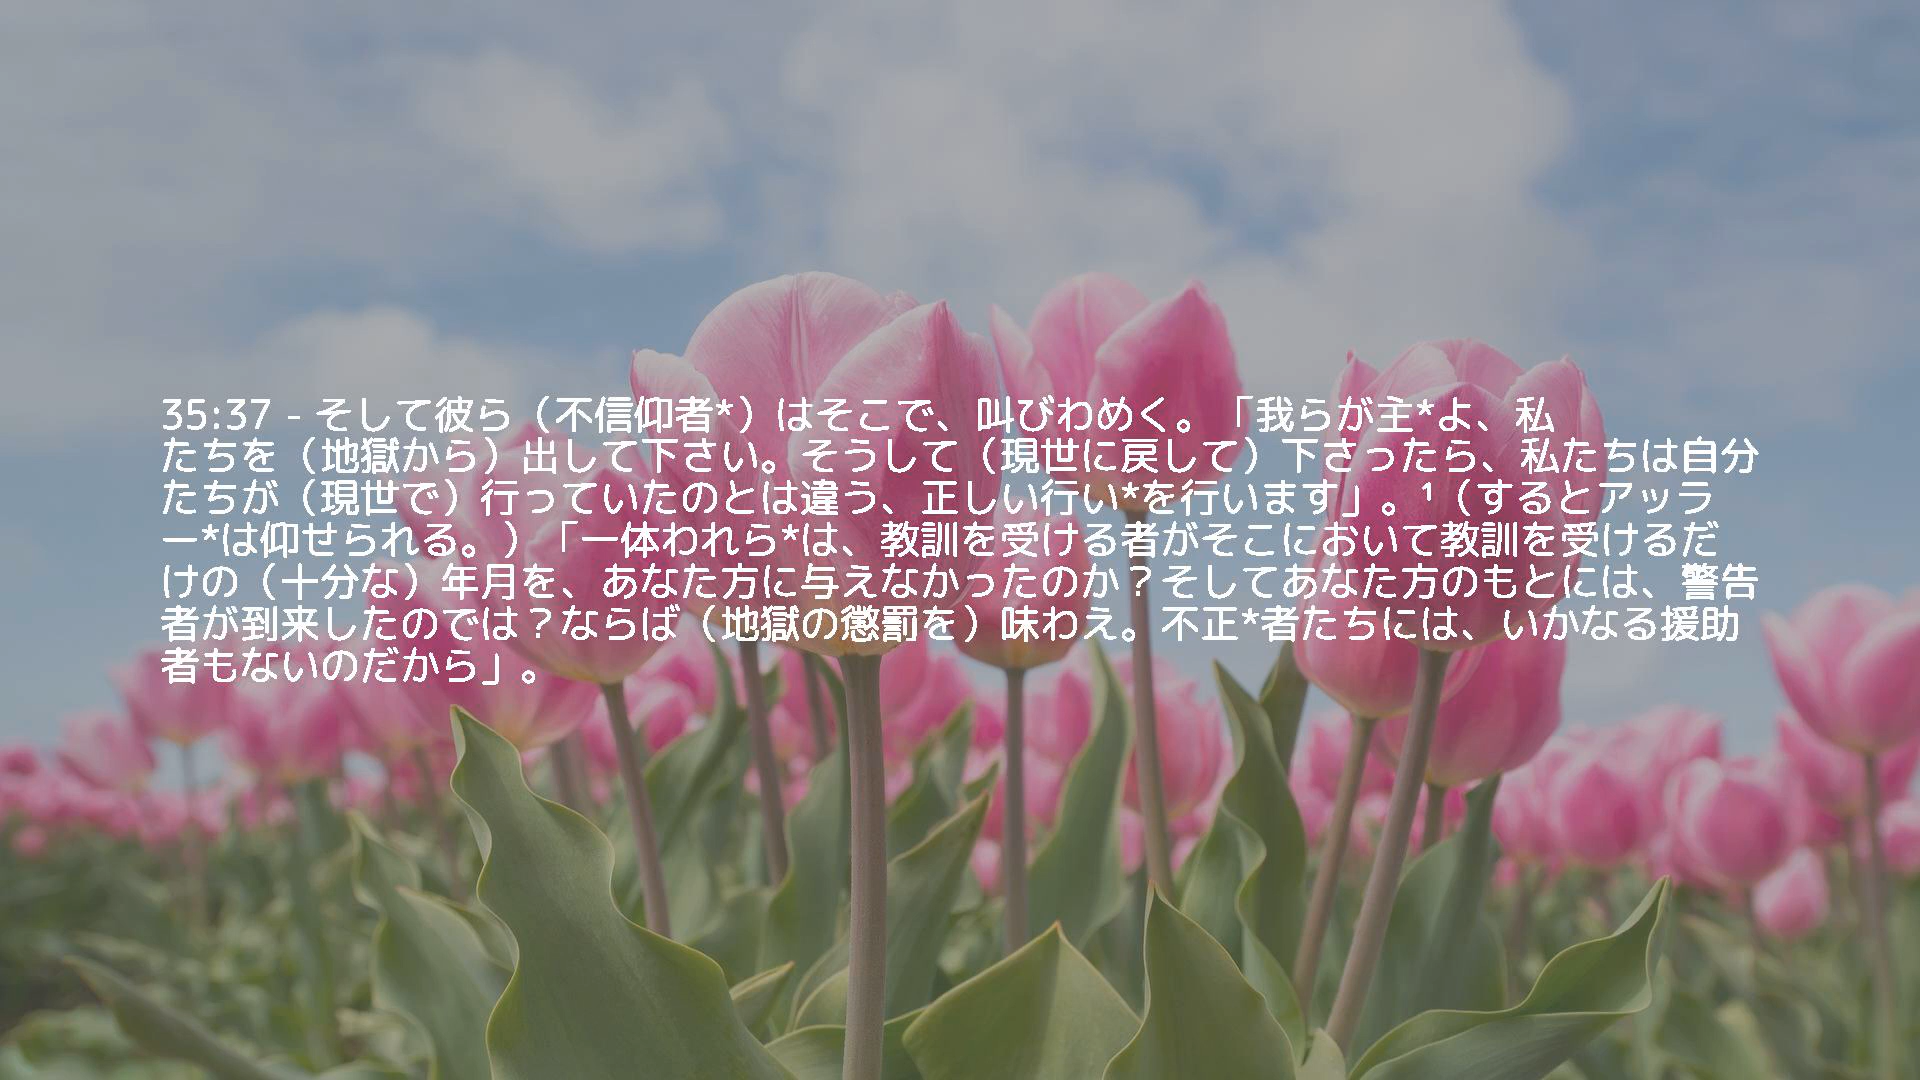 35:37 - そして彼ら（不信仰者*）はそこで、叫びわめく。「我らが主*よ、私
たちを（地獄から）出して下さい。そうして（現世に戻して）下さったら、私たちは自分
たちが（現世で）行っていたのとは違う、正しい行い*を行います」。¹（するとアッラ
ー*は仰せられる。）「一体われら*は、教訓を受ける者がそこにおいて教訓を受けるだ
けの（十分な）年月を、あなた方に与えなかったのか？そしてあなた方のもとには、警告
者が到来したのでは？ならば（地獄の懲罰を）味わえ。不正*者たちには、いかなる援助
者もないのだから」。